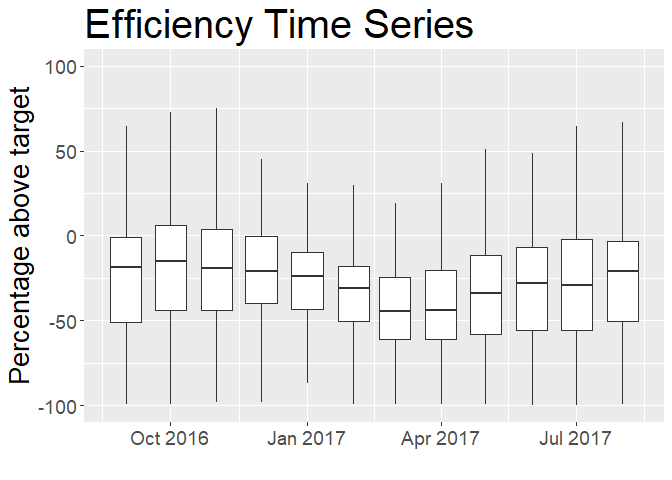 Efficiency Time Series
Percentage above target
100
50
0
-50
-100
Oct 2016
Jan 2017
Apr 2017
Jul 2017